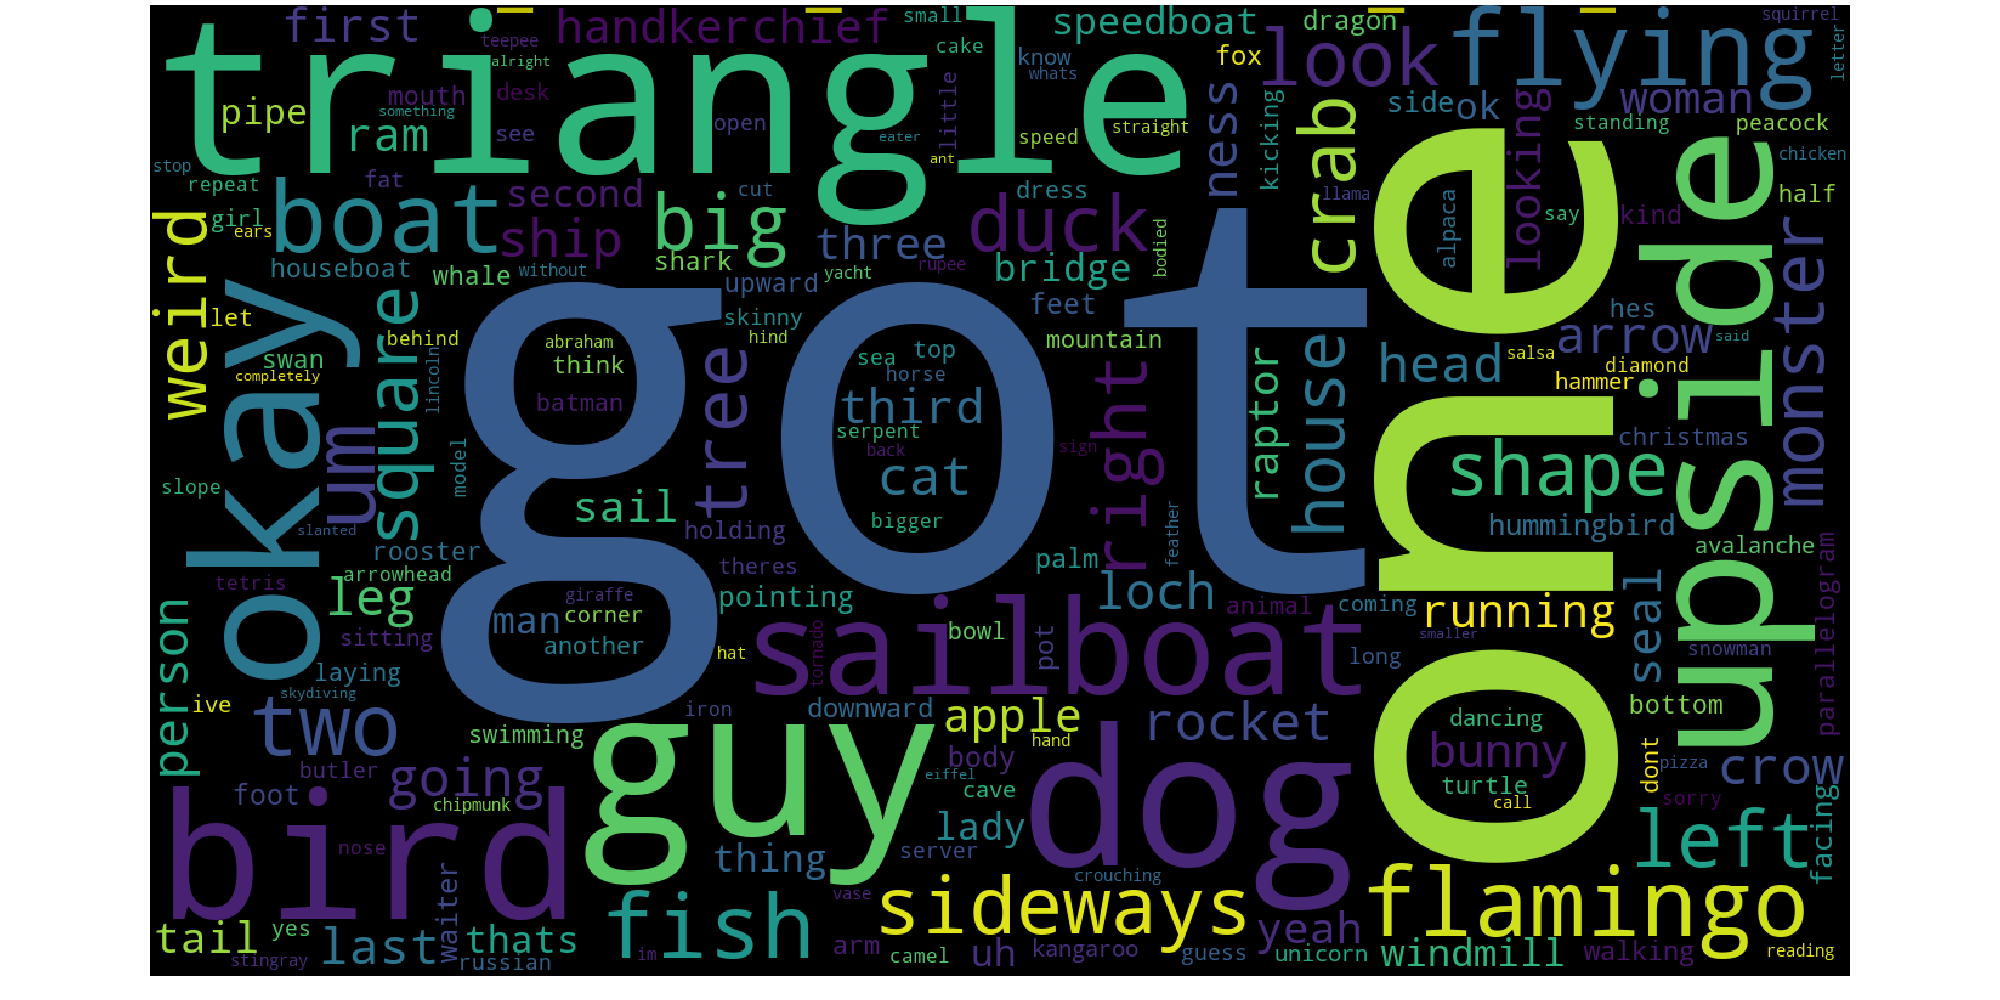 triangle
first
teepee
alright
handkerchief
small
cake
know
whats
speedboat
dragon
squirrel
fox
look
flying
letter
pipe
mouth
desk
something
ram
see
open
little
eater
speed
straight
ant
ness
kicking
crab
side
ok
woman
looking
standing
peacock
chicken
stop
repeat
fat
second
cut
dress
llama
alpaca
say
kind
half
girl
ears
boat
ship
big
three
duck
bodied
upside
weird
houseboat
whale
without
shark
yacht
rupee
bridge
one
monster
okay
let
square
upward
feet
hes
swan
behind
skinny
hind
mountain
arrow
said
completely
lincoln
got
abraham
think
batman
sea
top
horse
third
serpent
back
cat
bigger
tree
right
sign
raptor
house
head
salsa
diamond
hammer
um
model
christmas
shape
slope
slanted
sail
holding
feather
hummingbird
rooster
theres
palm
avalanche
tetris
arrowhead
leg
giraffe
pointing
loch
animal
coming
running
seal
parallelogram
person
sitting
man
corner
another
tornado
sailboat
bowl
pot
smaller
long
snowman
laying
skydiving
hat
ive
two
iron
downward
apple
rocket
bottom
swimming
guy
hand
dog
dancing
bunny
turtle
call
dont
pizza
crow
butler
going
body
eiffel
foot
chipmunk
cave
sorry
bird
lady
left
facing
nose
thing
server
crouching
waiter
fish
vase
sideways
flamingo
tail
yes
last
thats
yeah
stingray
russian
im
arm
camel
uh
kangaroo
guess
unicorn
windmill
walking
reading